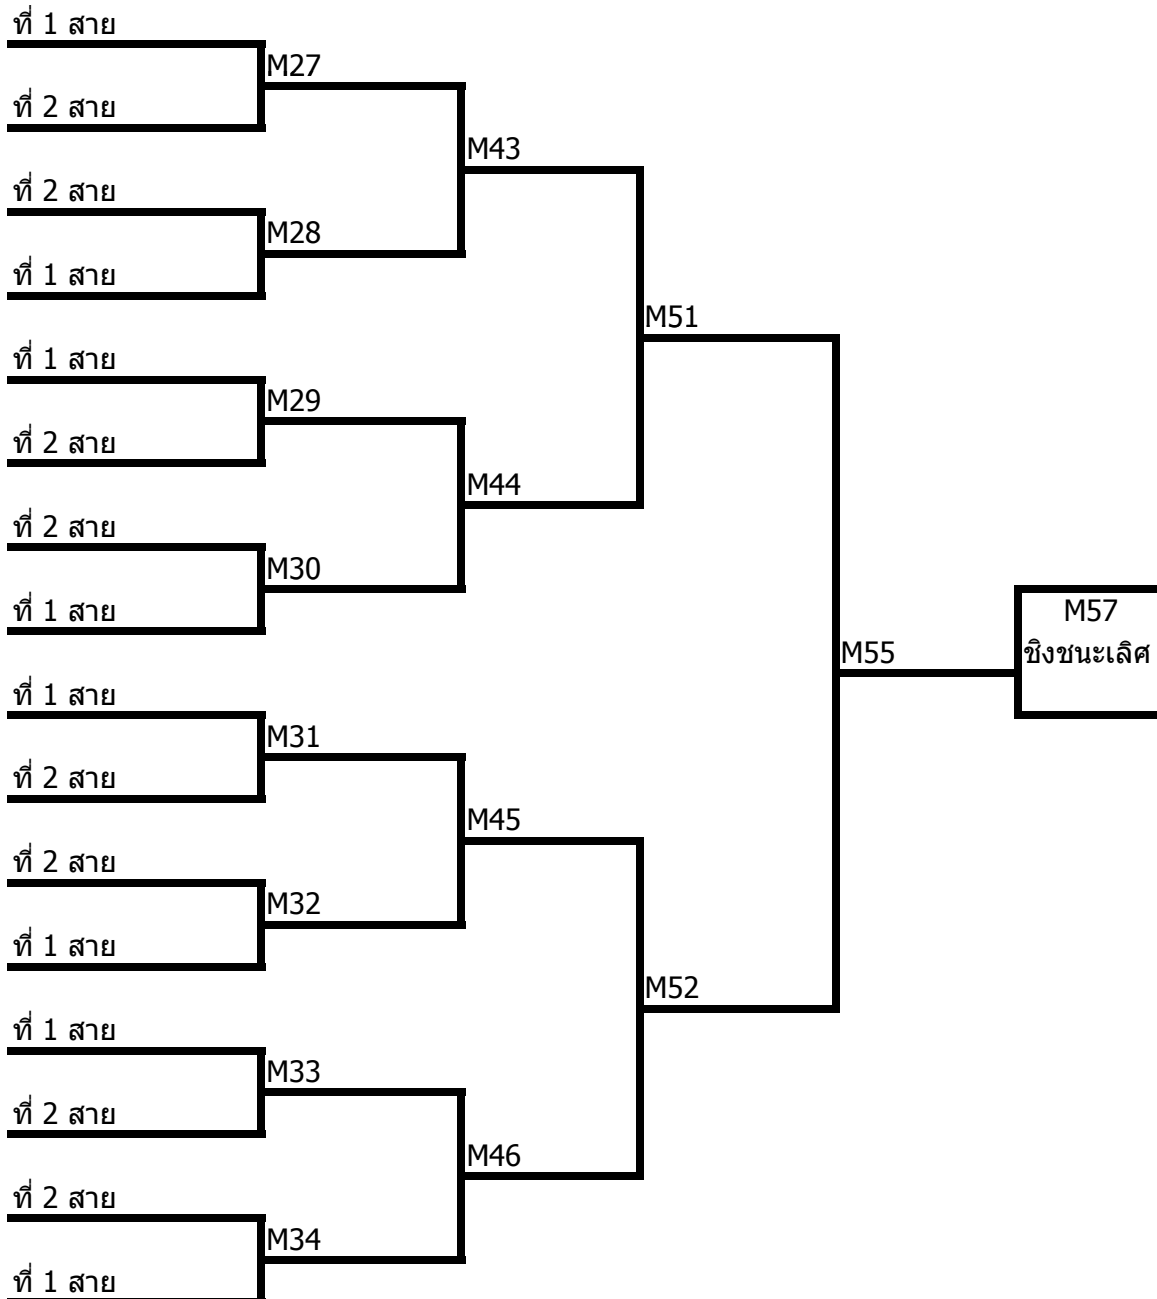 ที่ 1 สาย
M27
ที่ 2 สาย
M43
ที่ 2 สาย
M28
ที่ 1 สาย
M51
ที่ 1 สาย
M29
ที่ 2 สาย
M44
ที่ 2 สาย
M30
ที่ 1 สาย
M57
M55
ชิงชนะเลิศ
ที่ 1 สาย
M31
ที่ 2 สาย
M45
ที่ 2 สาย
M32
ที่ 1 สาย
M52
ที่ 1 สาย
M33
ที่ 2 สาย
M46
ที่ 2 สาย
M34
ที่ 1 สาย